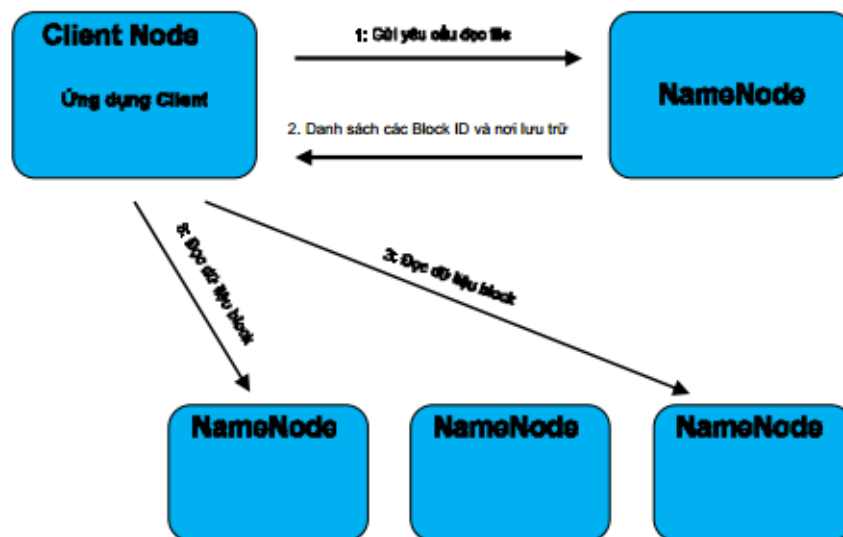 Client Node
Ứng dụng Client
1: Gửi yêu cầu đọc file
NameNode
2. Danh sách các Block ID và nơi lưu trữ
3: Đọc dữ liệu block
3: Đọc dữ liệu block
NameNode
NameNode
NameNode